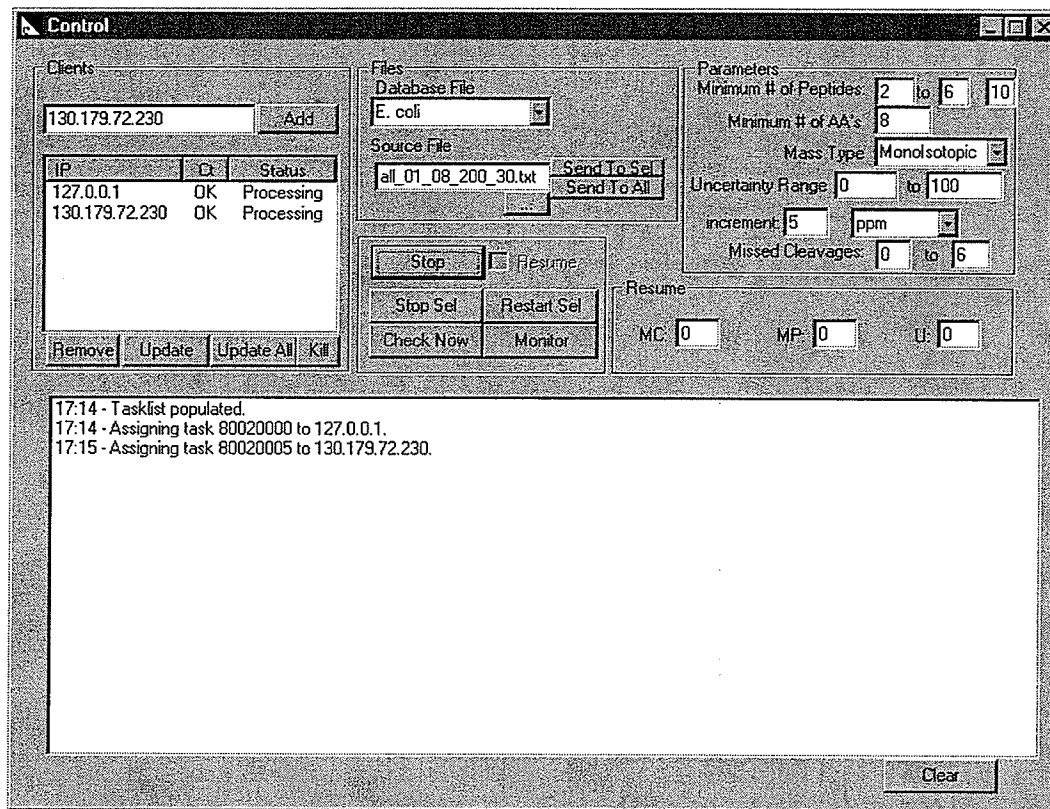 Control
Clients
130.179.72.230 Add
IP Ct Status
127.0.0.1 OK Processing
130.179.72.230 OK Processing
Remove Update Update All Kill
Files
Database File
E. coli
Source File
all_01_08_200_30.txt Send To Sel
Send To All
...
Stop Resume
Stop Sel Restart Sel
Check Now Monitor
Parameters
Minimum # of Peptides: 2 to 6 10
Minimum # of AA's 8
Mass Type MonoIsotopic
Uncertainty Range 0 to 100
increment: 5 ppm
Missed Cleavages: 0 to 6
Resume
MC: 0 MP: 0 U: 0
17:14 - Tasklist populated.
17:14 - Assigning task 80020000 to 127.0.0.1.
17:15 - Assigning task 80020005 to 130.179.72.230.
Clear